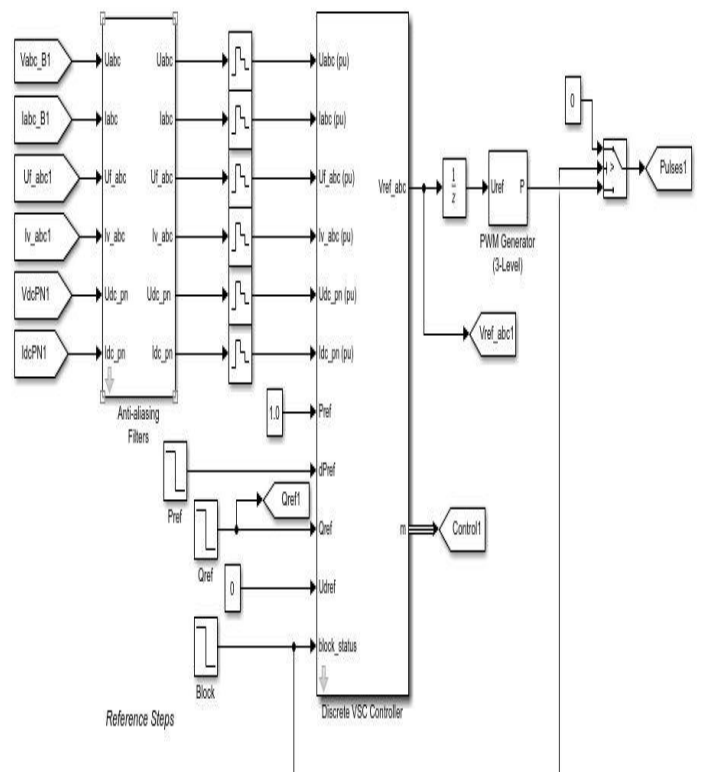 Vabc_B1
Iabc_B1
Uf_abc1
Iv_abc1
VdcPN1
IdcPN1
Uabc Uabc
Iabc Iabc
Uf_abc Uf_abc
Iv_abc Iv_abc
Udc_pn Udc_pn
Idc_pn Idc_pn
Anti-aliasing
Filters
Uabc (pu)
Iabc (pu)
Uf_abc (pu)
Iv_abc (pu)
Udc_pn (pu)
Idc_pn (pu)
1.0
Pref
dPref
Pref
Qref1
Qref
Qref
0
Udref
block_status
Block
Reference Steps
Vref_abc
m
Discrete VSC Controller
1
z
Uref P
PWM Generator
(3-Level)
0
>
Pulses1
Vref_abc1
Control1